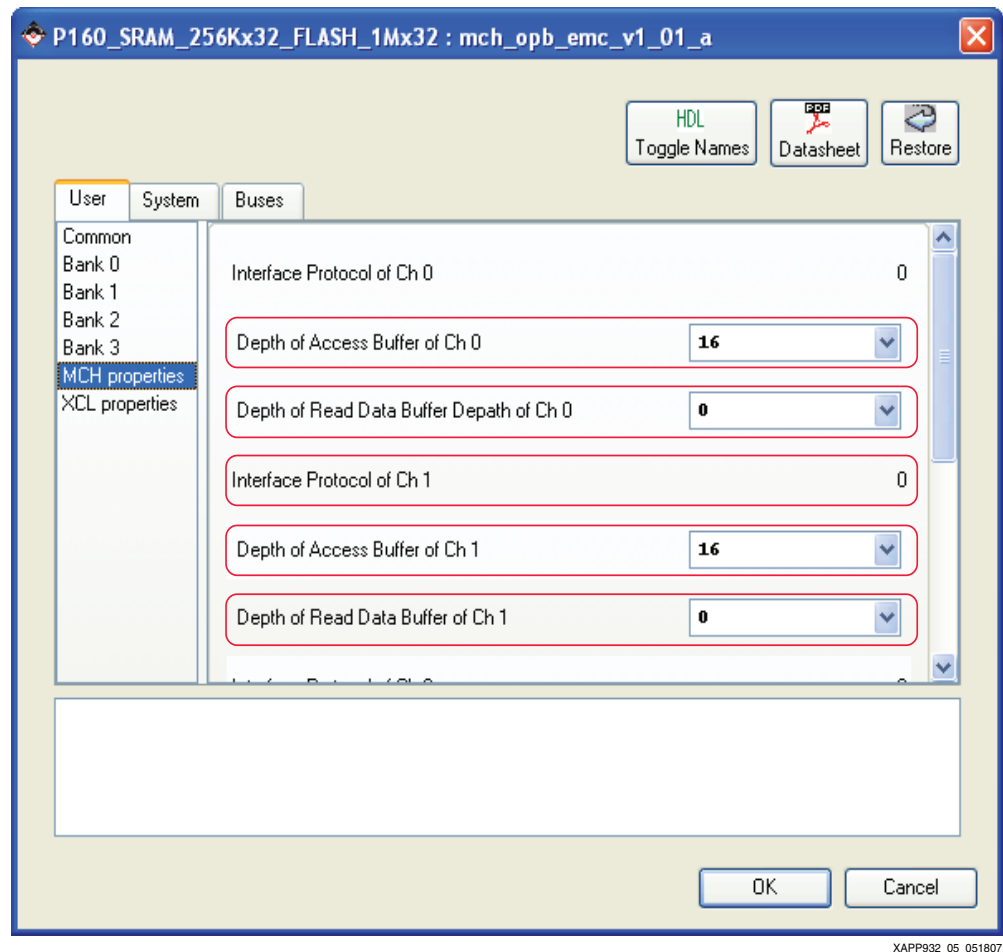 P160_SRAM_256Kx32_FLASH_1Mx32 : mch_opb_emc_v1_01_a
HDL
Toggle Names
PDF
Datasheet
Restore
User
System
Buses
Common
Bank 0
Bank 1
Bank 2
Bank 3
MCH properties
XCL properties
Interface Protocol of Ch 0 0
Depth of Access Buffer of Ch 0 16
Depth of Read Data Buffer Depath of Ch 0 0
Interface Protocol of Ch 1 0
Depth of Access Buffer of Ch 1 16
Depth of Read Data Buffer of Ch 1 0
OK
Cancel
XAPP932_05_051807